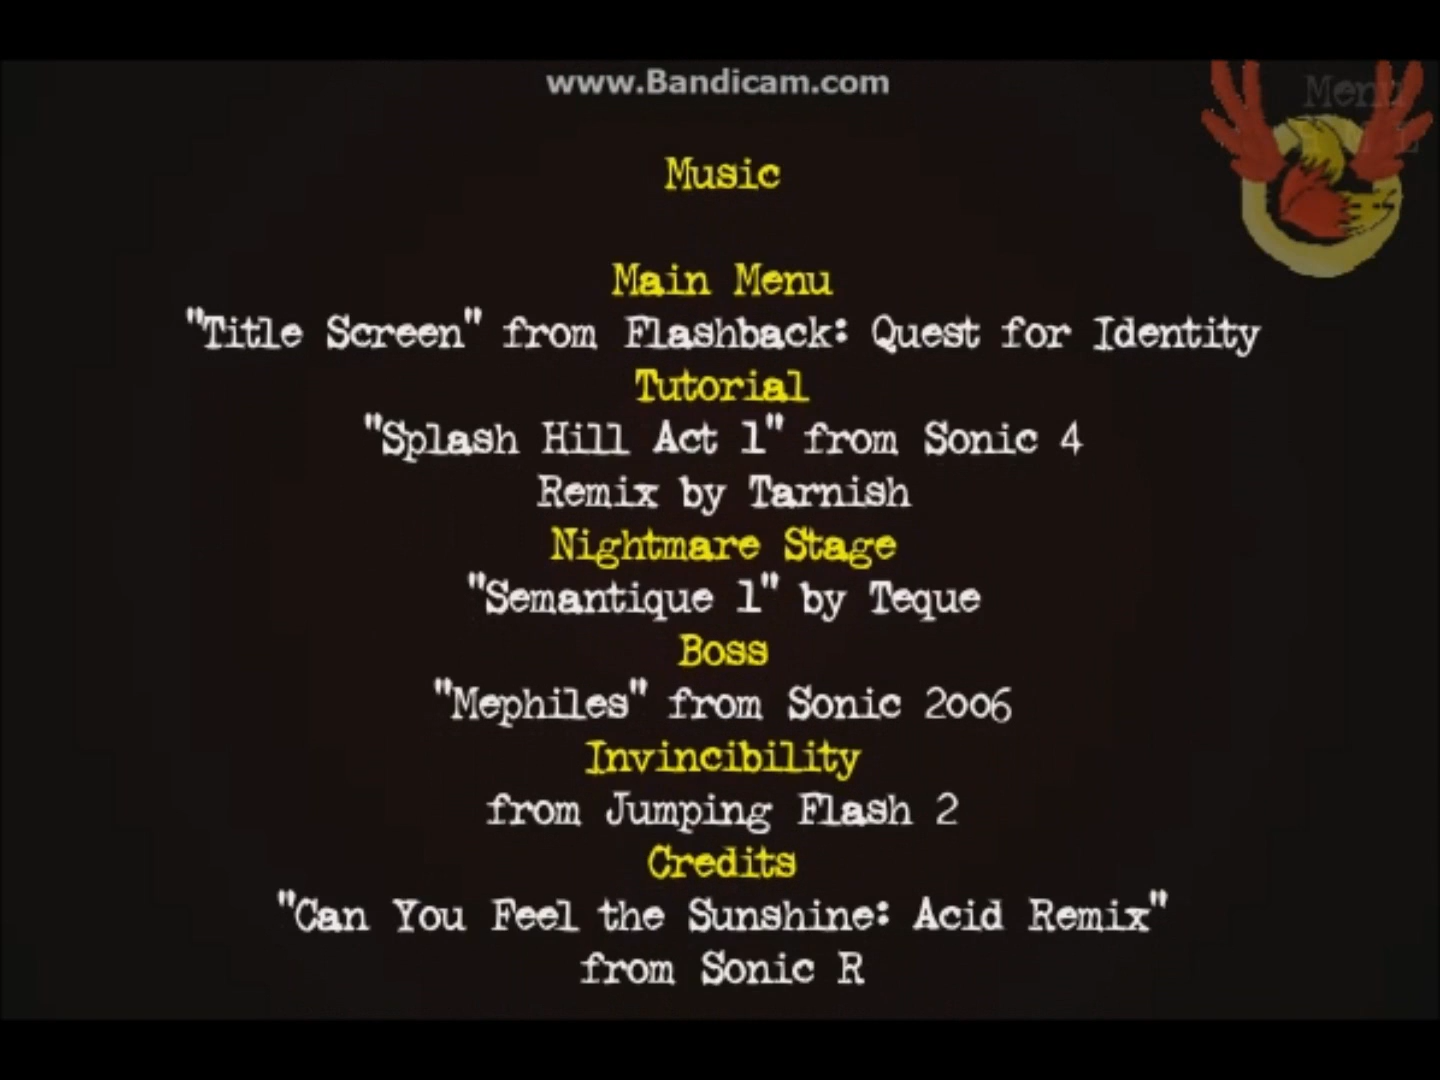 www.Bandicam.com
Menu
Music
Main Menu
"Title Screen" from Flashback: Quest for Identity
Tutorial
"Splash Hill Act 1" from Sonic 4
Remix by Tarnish
Nightmare Stage
"Semantique 1" by Teque
Boss
"Mephiles" from Sonic 2006
Invincibility
from Jumping Flash 2
Credits
"Can You Feel the Sunshine: Acid Remix"
from Sonic R